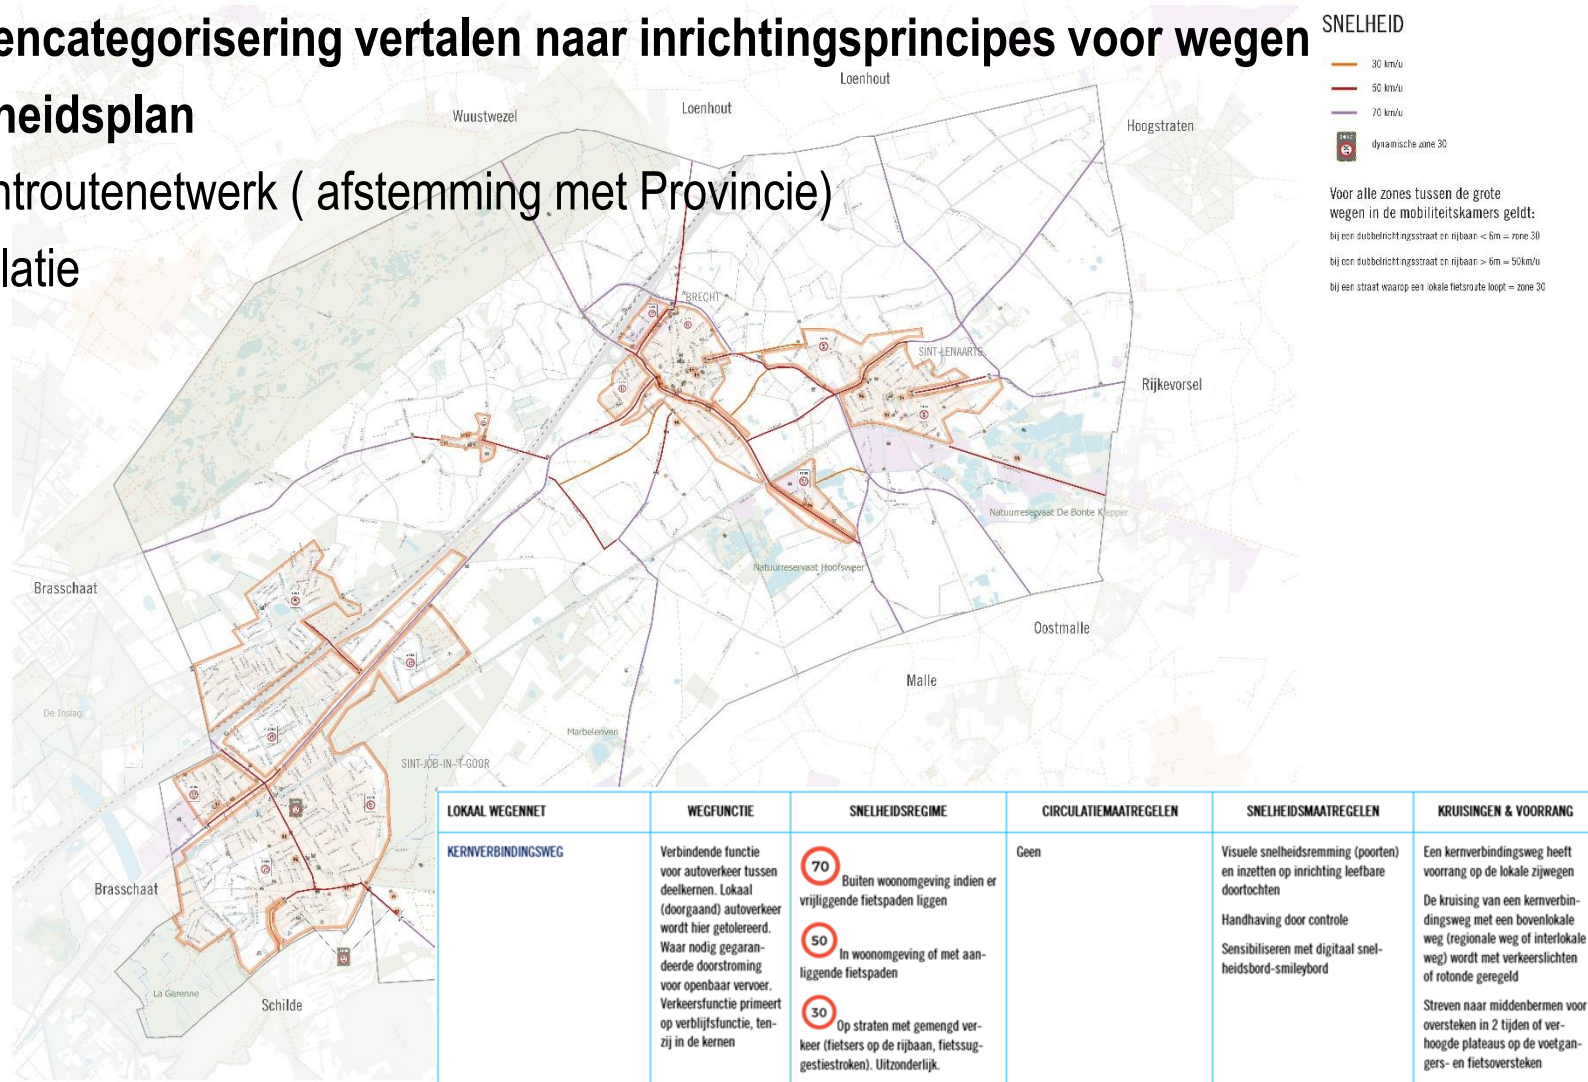 encategorisering vertalen naar inrichtingsprincipes voor wegen
heidsplan
ntroutenetwerk ( afstemming met Provincie)
latie
SNELHEID
30 km/u
50 km/u
70 km/u
dynamische zone 30
Voor alle zones tussen de grote
wegen in de mobiliteitskamers geldt:
bij een dubbelrichtingsstraat en rijbaan < 6m = zone 30
bij een dubbelrichtingsstraat en rijbaan > 6m = 50km/u
bij een straat waarop een lokale fietsroute loopt = zone 30
Loenhout
Loenhout
Wuustwezel
Hoogstraten
BRECHT
SINT-LENAARTS
Rijkevorsel
Natuurreservaat De Bonte Klepper
Natuurreservaat Hoofsweer
Brasschaat
Oostmalle
Malle
De Inslag
Marbelerven
SINT-JOB-IN-'T-GOOR
Brasschaat
La Garenne
Schilde
LOKAAL WEGENNET
WEGFUNCTIE
SNELHEIDSREGIME
CIRCULATIEMAATREGELEN
SNELHEIDSMAATREGELEN
KRUISINGEN & VOORRANG
KERNVERBINDINGSWEG
Verbindende functie
voor autoverkeer tussen
deelkernen. Lokaal
(doorgaand) autoverkeer
wordt hier getolereerd.
Waar nodig gegaran-
deerde doorstroming
voor openbaar vervoer.
Verkeersfunctie primeert
op verblijfsfunctie, ten-
zij in de kernen
70 Buiten woonomgeving indien er
vrijliggende fietspaden liggen
50 In woonomgeving of met aan-
liggende fietspaden
30 Op straten met gemengd ver-
keer (fietsers op de rijbaan, fietssug-
gestiestroken). Uitzonderlijk.
Geen
Visuele snelheidsremming (poorten)
en inzetten op inrichting leefbare
doortochten
Handhaving door controle
Sensibiliseren met digitaal snel-
heidsbord-smileybord
Een kernverbindingsweg heeft
voorrang op de lokale zijwegen
De kruising van een kernverbin-
dingsweg met een bovenlokale
weg (regionale weg of interlokale
weg) wordt met verkeerslichten
of rotonde geregeld
Streven naar middenbermen voor
oversteken in 2 tijden of ver-
hoogde plateaus op de voetgan-
gers- en fietsoversteken